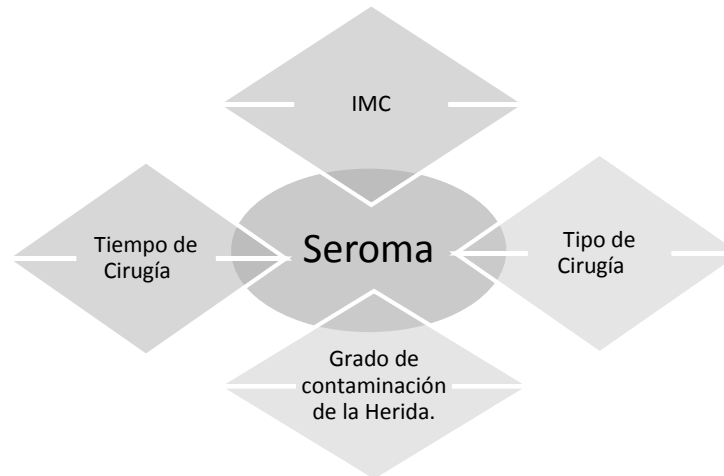 IMC
Tiempo de
Cirugía
Seroma
Tipo de
Cirugía
Grado de
contaminación
de la Herida.